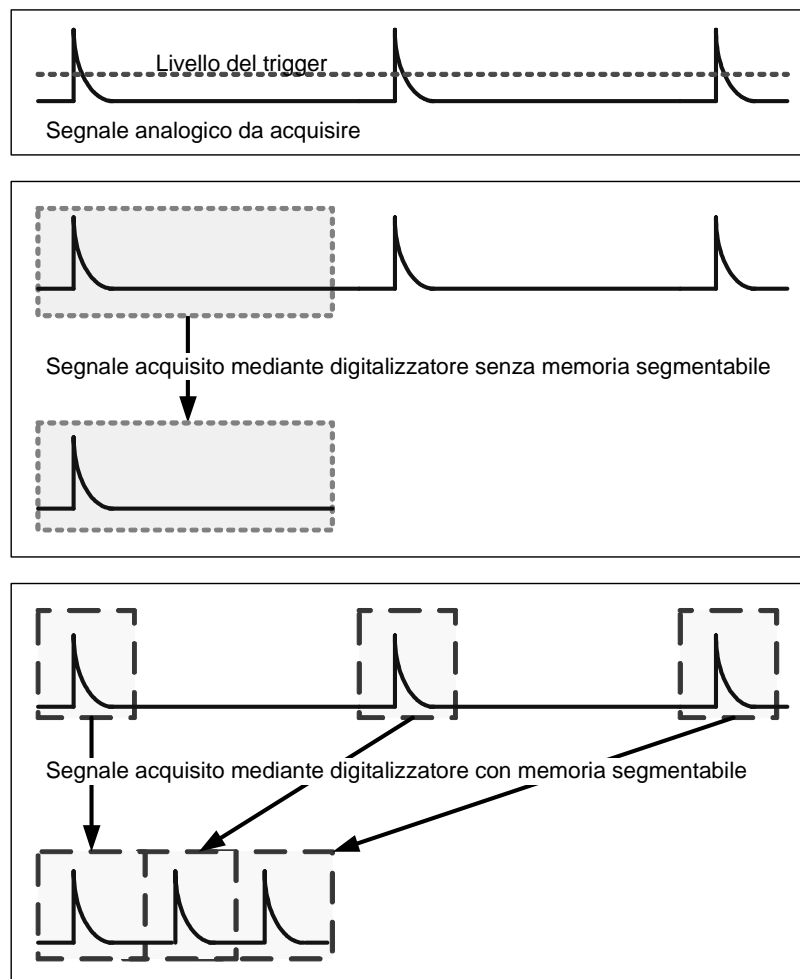 Livello del trigger
Segnale analogico da acquisire
Segnale acquisito mediante digitalizzatore senza memoria segmentabile
Segnale acquisito mediante digitalizzatore con memoria segmentabile